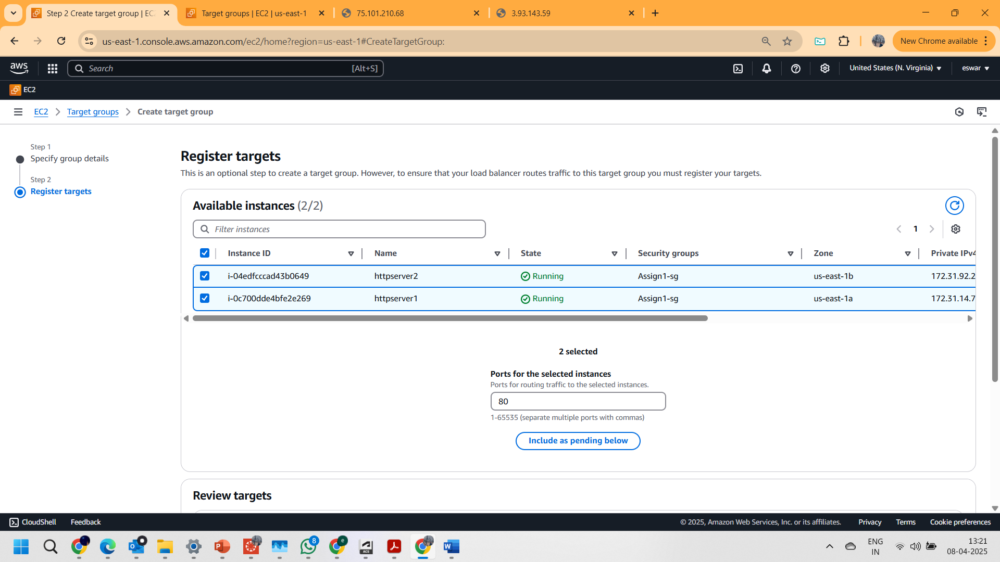 Step 2 Create target group | EC
Target groups | EC2 | us-east-1
75.101.210.68
3.93.143.59
us-east-1.console.aws.amazon.com/ec2/home?region=us-east-1#CreateTargetGroup:
New Chrome available
aws
Search
[Alt+S]
United States (N. Virginia)
eswar
EC2
EC2
Target groups
Create target group
Step 1
Specify group details
Step 2
Register targets
Register targets
This is an optional step to create a target group. However, to ensure that your load balancer routes traffic to this target group you must register your targets.
Available instances (2/2)
Filter instances
1
Instance ID Name State Security groups Zone Private IPv4
i-04edfcccad43b0649 httpserver2 Running Assign1-sg us-east-1b 172.31.92.2
i-0c700dde4bfe2e269 httpserver1 Running Assign1-sg us-east-1a 172.31.14.7
2 selected
Ports for the selected instances
Ports for routing traffic to the selected instances.
80
1-65535 (separate multiple ports with commas)
Include as pending below
Review targets
CloudShell
Feedback
© 2025, Amazon Web Services, Inc. or its affiliates.
Privacy
Terms
Cookie preferences
8
e
ACS
ENG
IN
13:21
08-04-2025